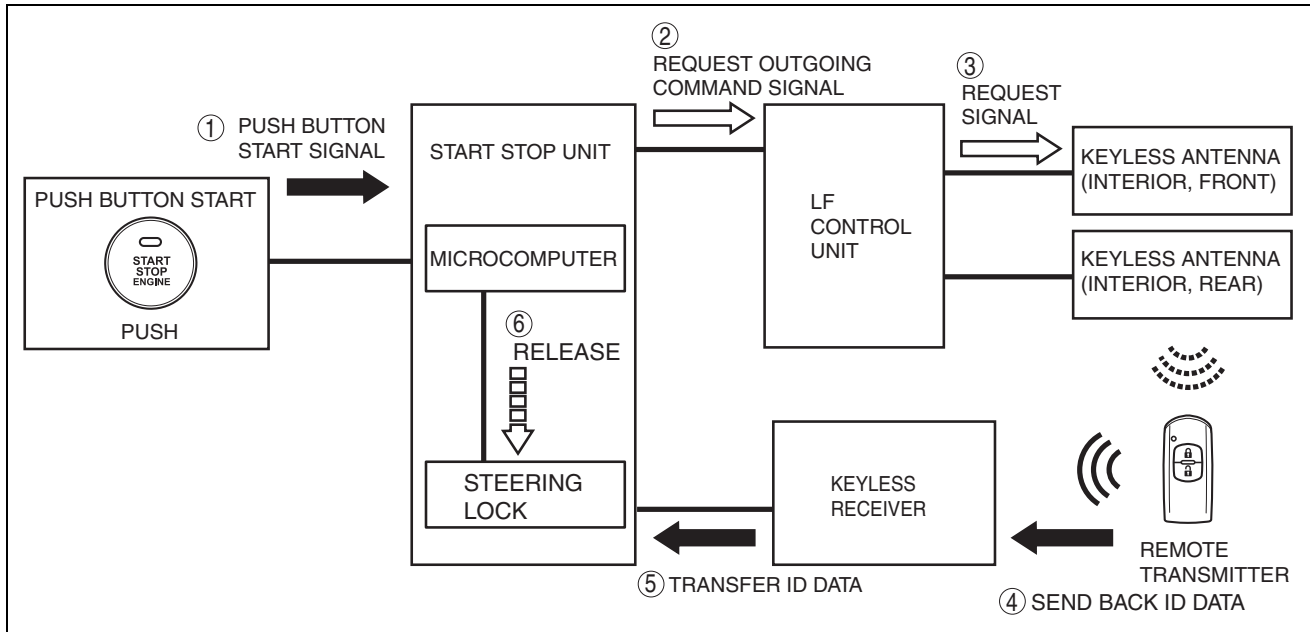 ① PUSH BUTTON
START SIGNAL
② REQUEST OUTGOING
COMMAND SIGNAL
③ REQUEST
SIGNAL
PUSH BUTTON START
START
STOP
ENGINE
PUSH
START STOP UNIT
MICROCOMPUTER
⑥
RELEASE
STEERING
LOCK
LF
CONTROL
UNIT
KEYLESS ANTENNA
(INTERIOR, FRONT)
KEYLESS ANTENNA
(INTERIOR, REAR)
KEYLESS
RECEIVER
REMOTE
TRANSMITTER
④ SEND BACK ID DATA
⑤ TRANSFER ID DATA